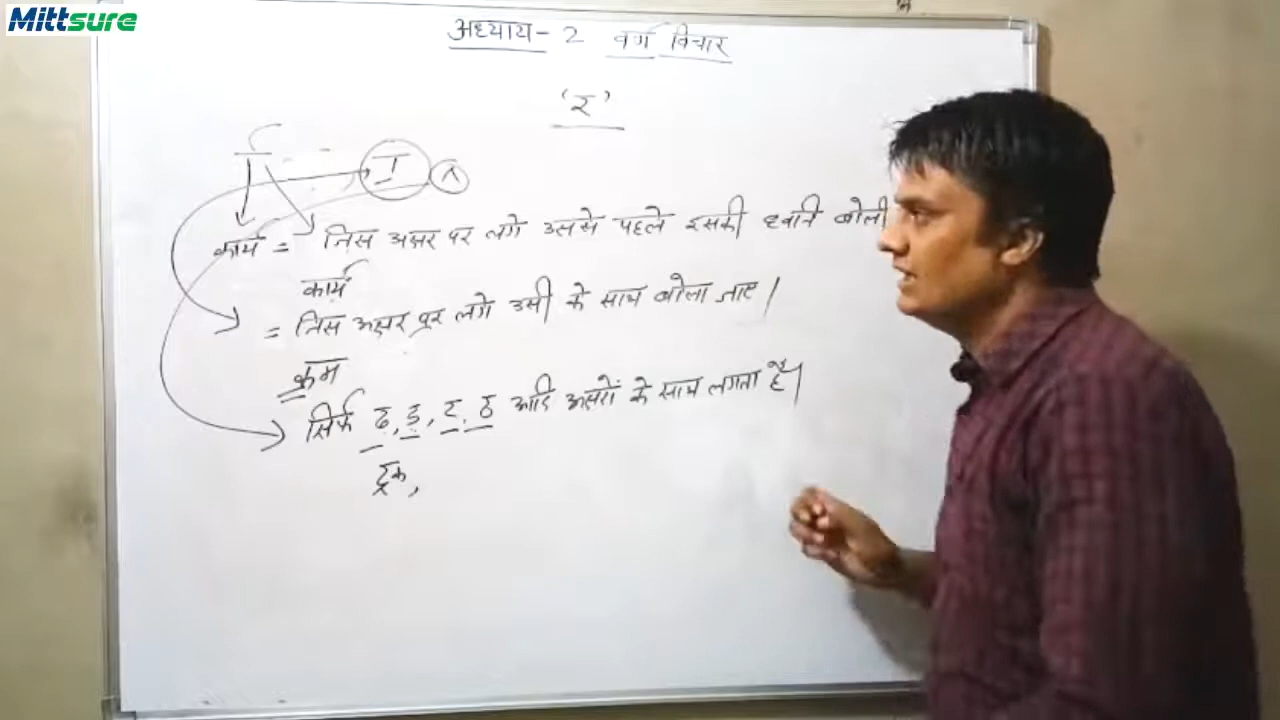 Mittsure
अध्याय- 2 वर्ण विचार
'र'
कार्य = जिस अक्षर पर लगे उससे पहले इसकी ध्वनि बोली
कार्य
= जिस अक्षर पर लगे उसी के साथ बोला जाए।
क्रम
सिर्फ ढ़, ड़, ट, ठ आदि अक्षरों के साथ लगता है।
ट्रक,